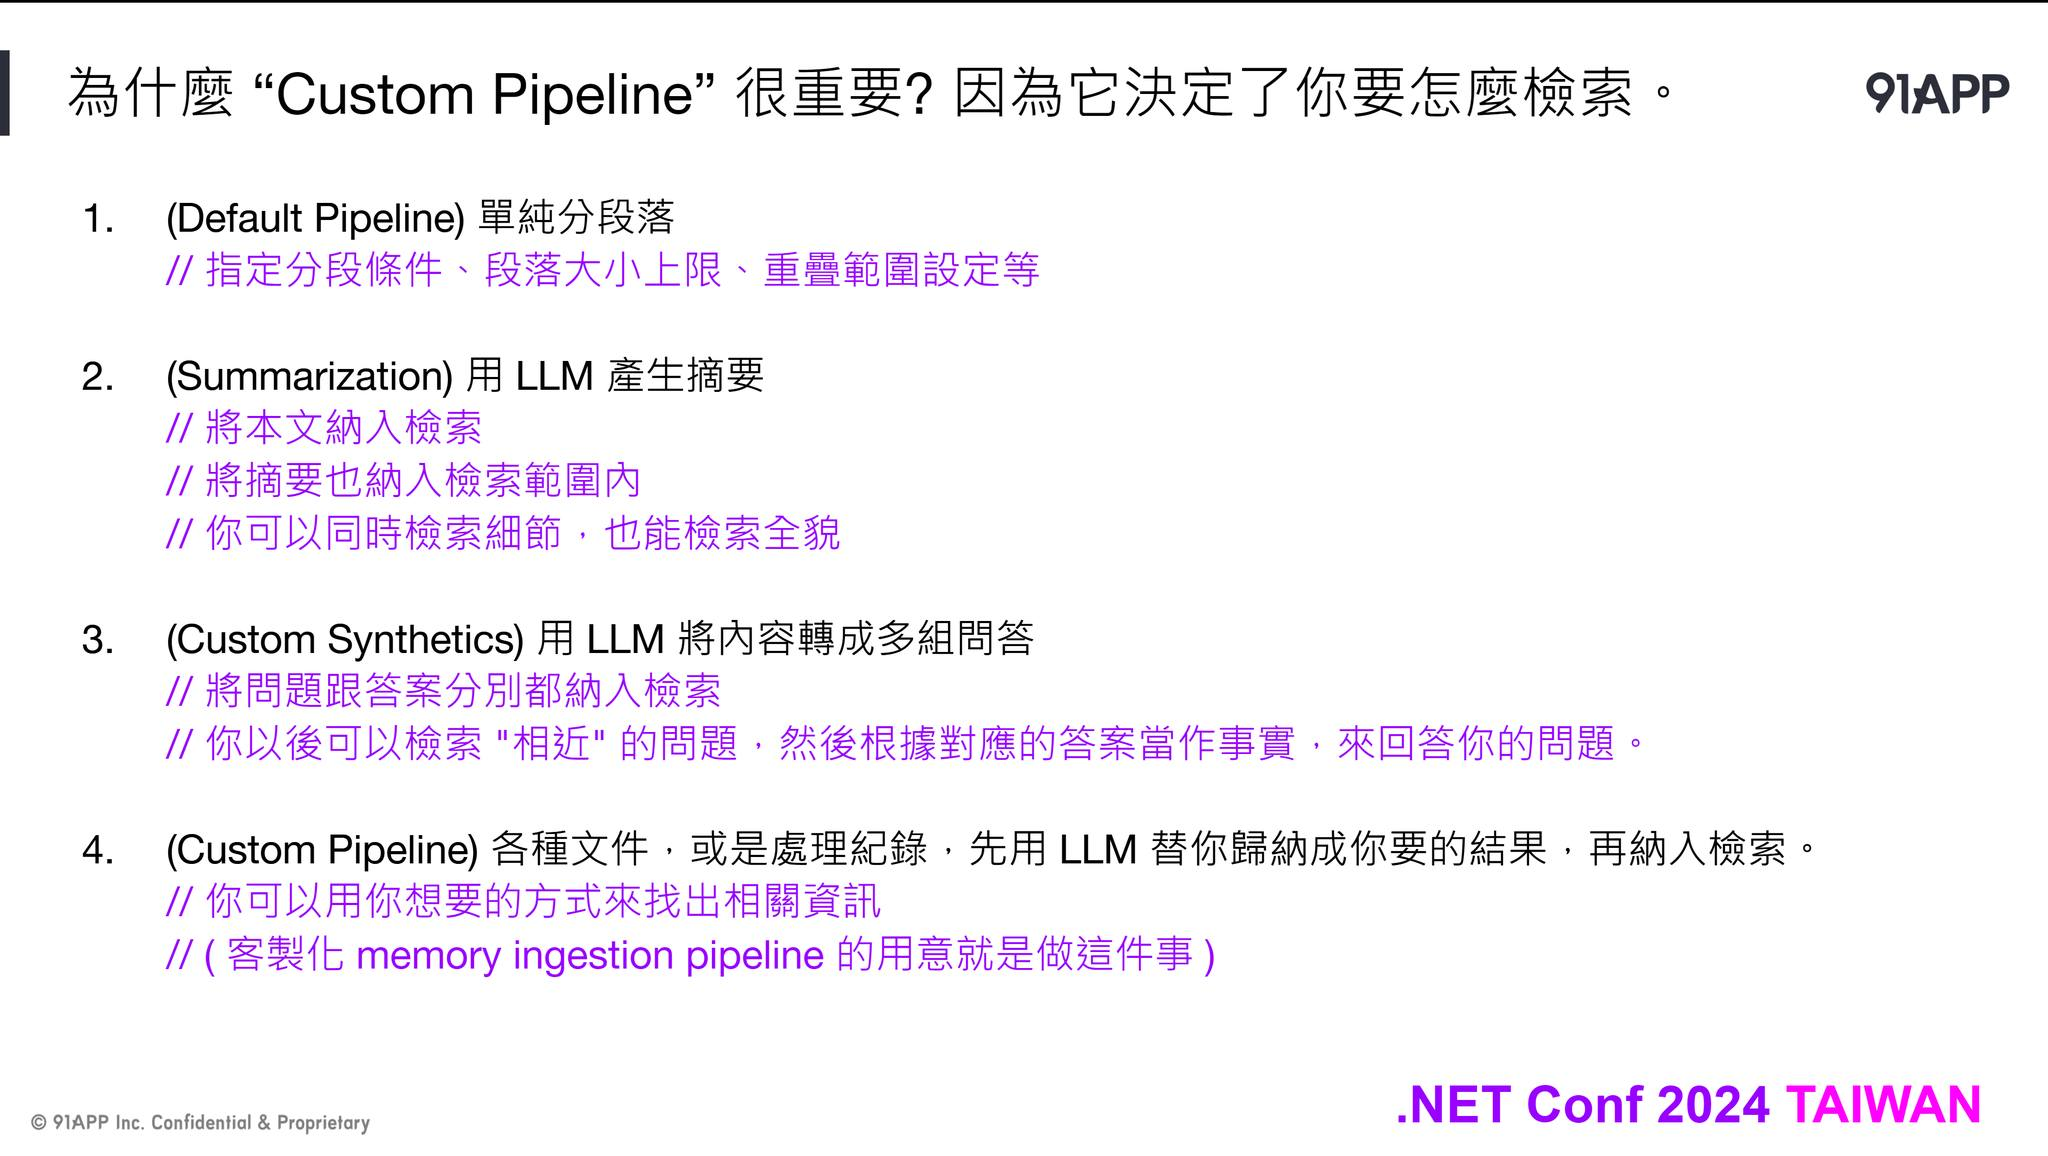 為什麼 “Custom Pipeline” 很重要? 因為它決定了你要怎麼檢索。
91APP
1. (Default Pipeline) 單純分段落
// 指定分段條件、段落大小上限、重疊範圍設定等
2. (Summarization) 用 LLM 產生摘要
// 將本文納入檢索
// 將摘要也納入檢索範圍內
// 你可以同時檢索細節，也能檢索全貌
3. (Custom Synthetics) 用 LLM 將內容轉成多組問答
// 將問題跟答案分別都納入檢索
// 你以後可以檢索 "相近" 的問題，然後根據對應的答案當作事實，來回答你的問題。
4. (Custom Pipeline) 各種文件，或是處理紀錄，先用 LLM 替你歸納成你要的結果，再納入檢索。
// 你可以用你想要的方式來找出相關資訊
// ( 客製化 memory ingestion pipeline 的用意就是做這件事 )
.NET Conf 2024 TAIWAN
© 91APP Inc. Confidential & Proprietary